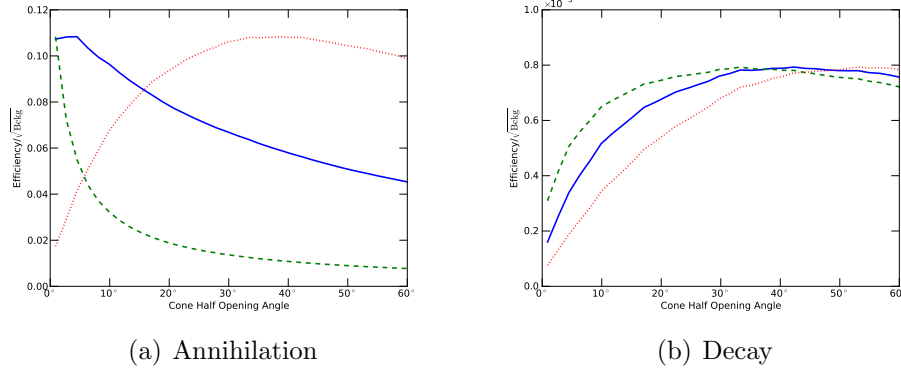 0.12
0.10
0.08
0.06
0.04
0.02
0.00
Efficiency/√Bckg
0° 10° 20° 30° 40° 50° 60°
Cone Half Opening Angle
(a) Annihilation
1.0
0.8
0.6
0.4
0.2
0.0
Efficiency/√Bckg
0° 10° 20° 30° 40° 50° 60°
Cone Half Opening Angle
(b) Decay